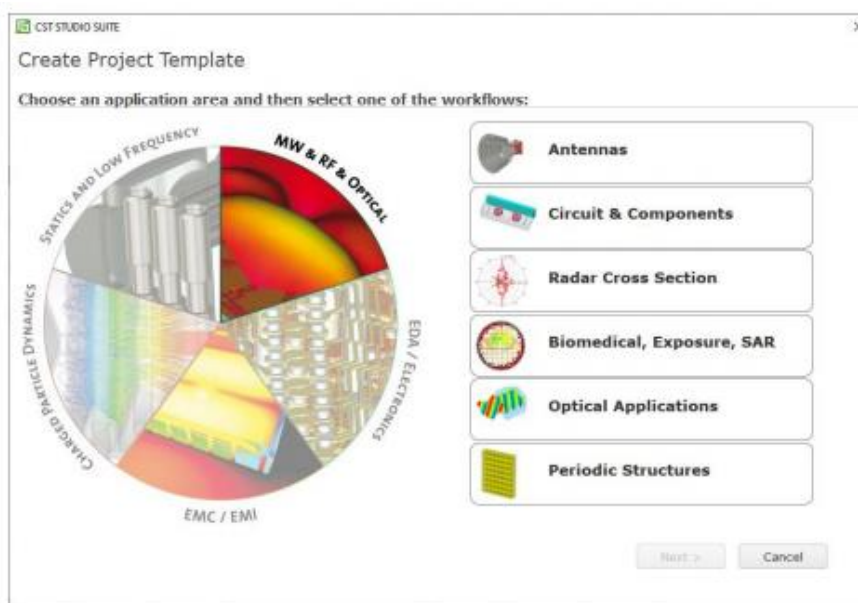 CST STUDIO SUITE
Create Project Template
Choose an application area and then select one of the workflows:
STATICS AND LOW FREQUENCY
MW & RF & OPTICAL
EDA / ELECTRONICS
EMC / EMI
CHARGED PARTICLE DYNAMICS
Antennas
Circuit & Components
Radar Cross Section
Biomedical, Exposure, SAR
Optical Applications
Periodic Structures
Next >
Cancel